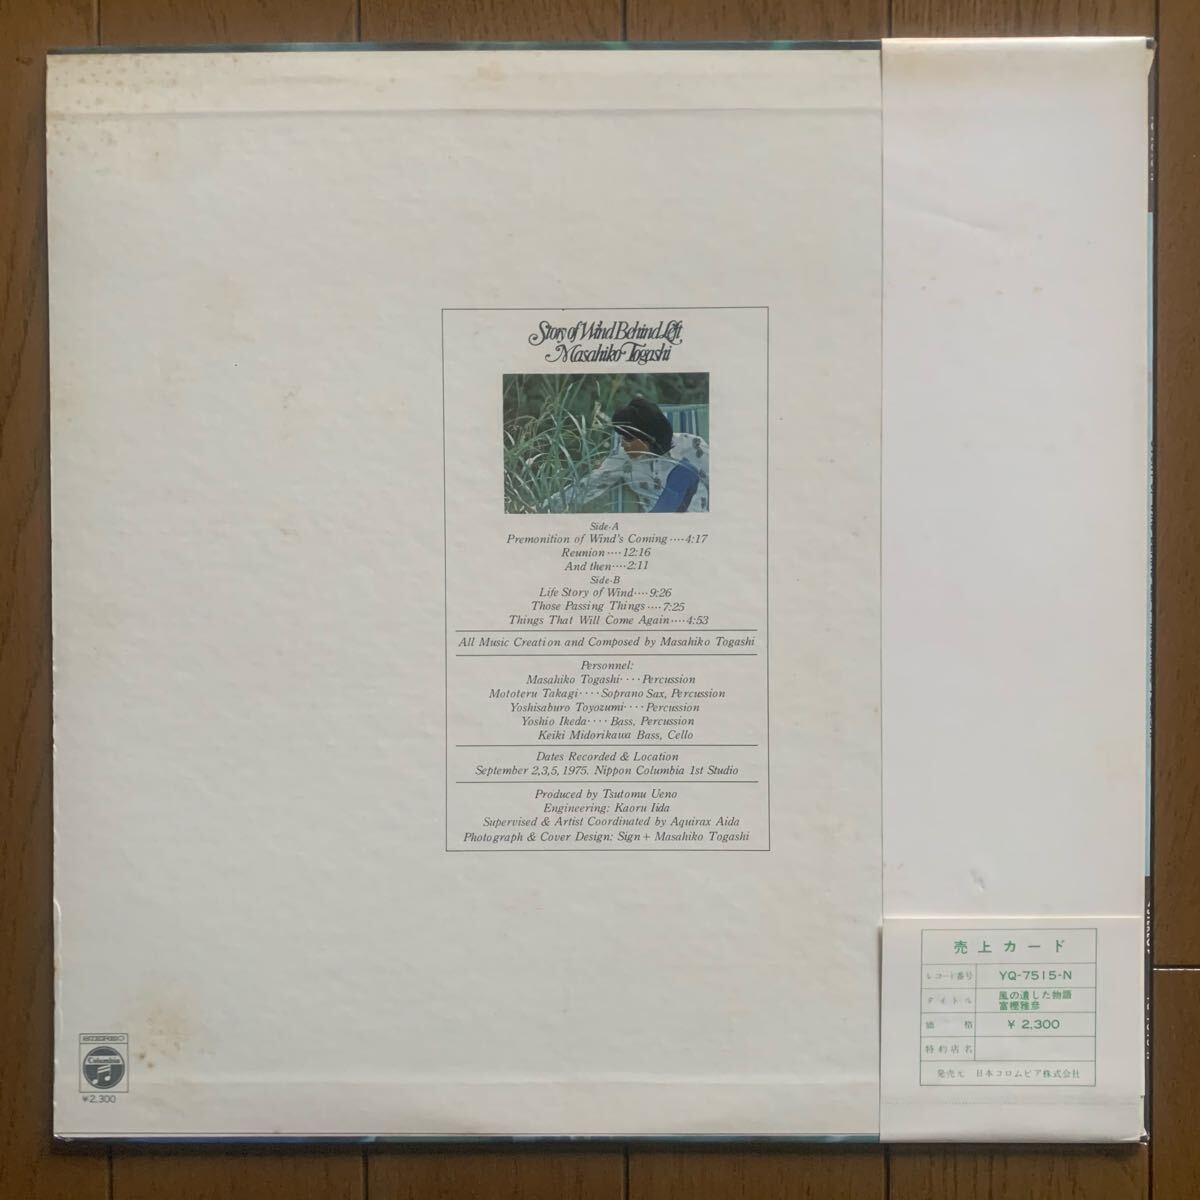 Story of Wind Behind Left,
Masahiko Togashi
Side-A
Premonition of Wind's Coming ····4:17
Reunion ····12:16
And then····2:11
Side-B
Life Story of Wind····9:26
Those Passing Things ····7:25
Things That Will Come Again····4:53
All Music Creation and Composed by Masahiko Togashi
Personnel:
Masahiko Togashi····Percussion
Mototeru Takagi····Soprano Sax, Percussion
Yoshisaburo Toyozumi····Percussion
Yoshio Ikeda···· Bass, Percussion
Keiki Midorikawa Bass, Cello
Dates Recorded & Location
September 2,3,5, 1975. Nippon Columbia 1st Studio
Produced by Tsutomu Ueno
Engineering: Kaoru Iida
Supervised & Artist Coordinated by Aquirax Aida
Photograph & Cover Design: Sign + Masahiko Togashi
STEREO
Columbia
¥2,300
売上カード
レコード番号 YQ-7515-N
タイトル 風の遺した物語
富樫雅彦
価格 ¥ 2,300
特約店名
発売元 日本コロムビア株式会社